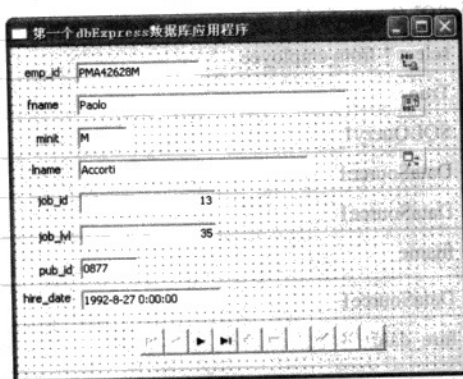 第一个dbExpress数据库应用程序
emp_id PMA42628M
fname Paolo
minit M
lname Accorti
job_id 13
job_lvl 35
pub_id 0877
hire_date 1992-8-27 0:00:00